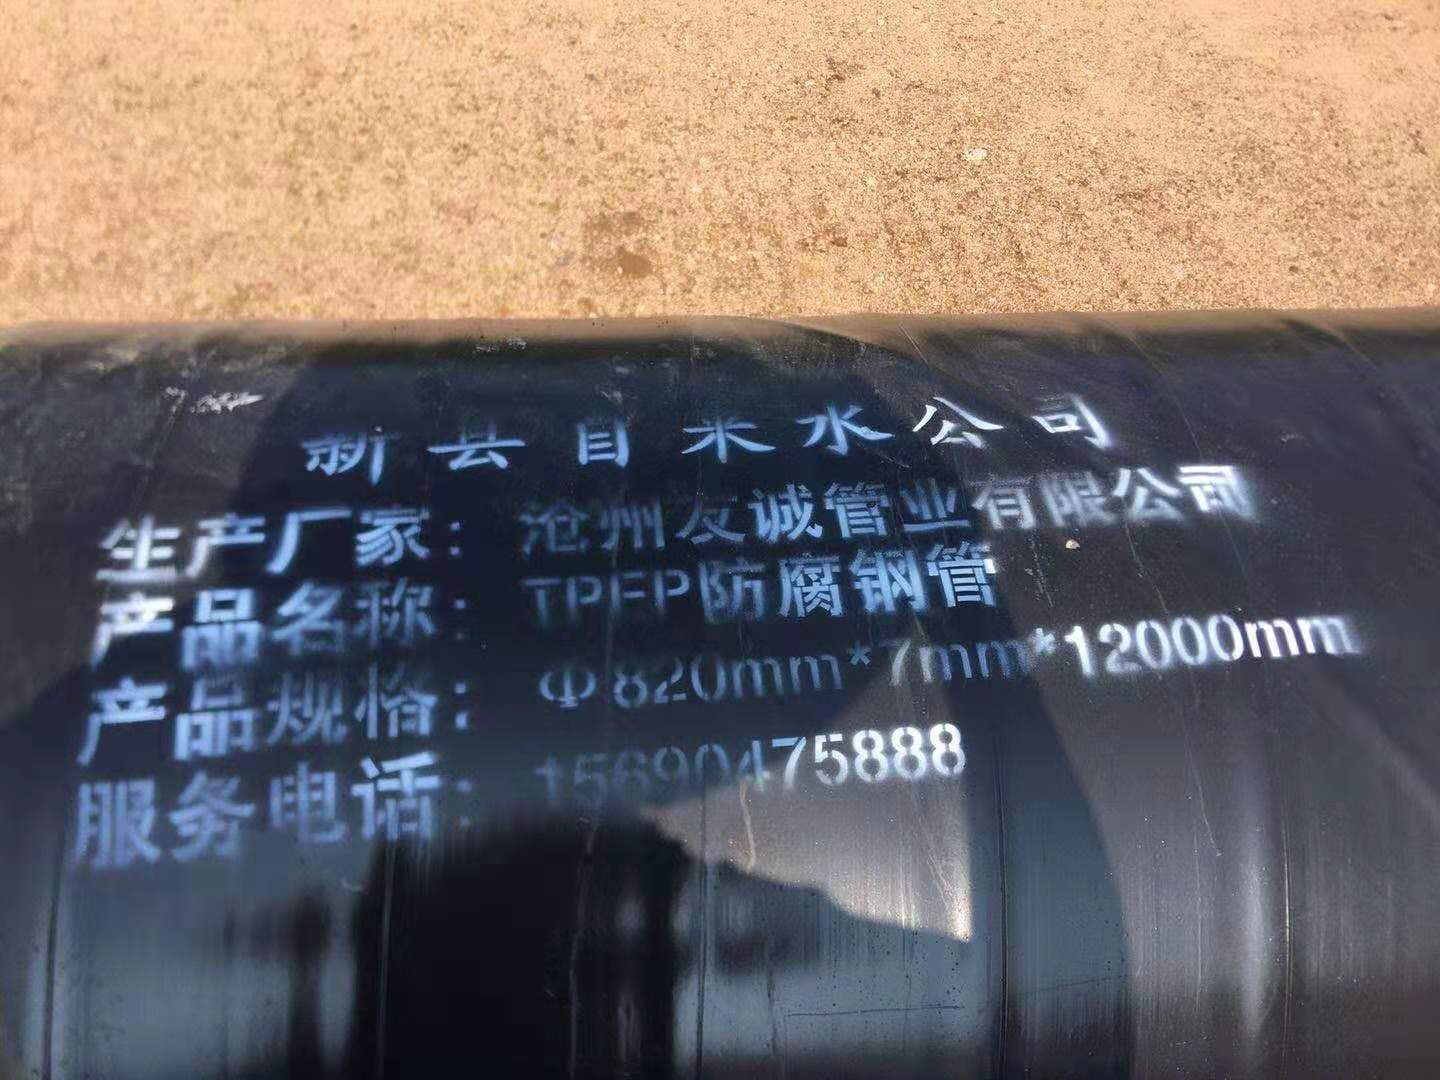 新县自来水公司
生产厂家：沧州友诚管业有限公司
产品名称：TPEP防腐钢管
产品规格：Φ820mm*7mm*12000mm
服务电话：15690475888